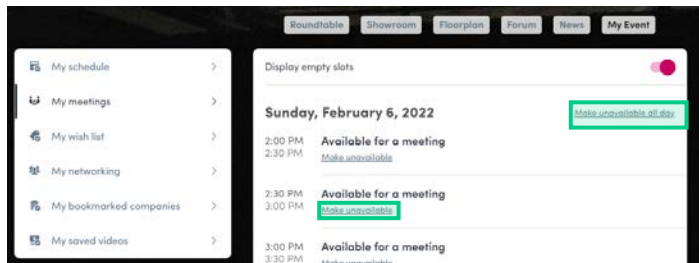 Roundtable Showroom Floorplan Forum News My Event
My schedule
My meetings
My wish list
My networking
My bookmarked companies
My saved videos
Display empty slots
Sunday, February 6, 2022 Make unavailable all day
2:00 PM Available for a meeting
2:30 PM Make unavailable
2:30 PM Available for a meeting
3:00 PM Make unavailable
3:00 PM Available for a meeting
3:30 PM Make unavailable